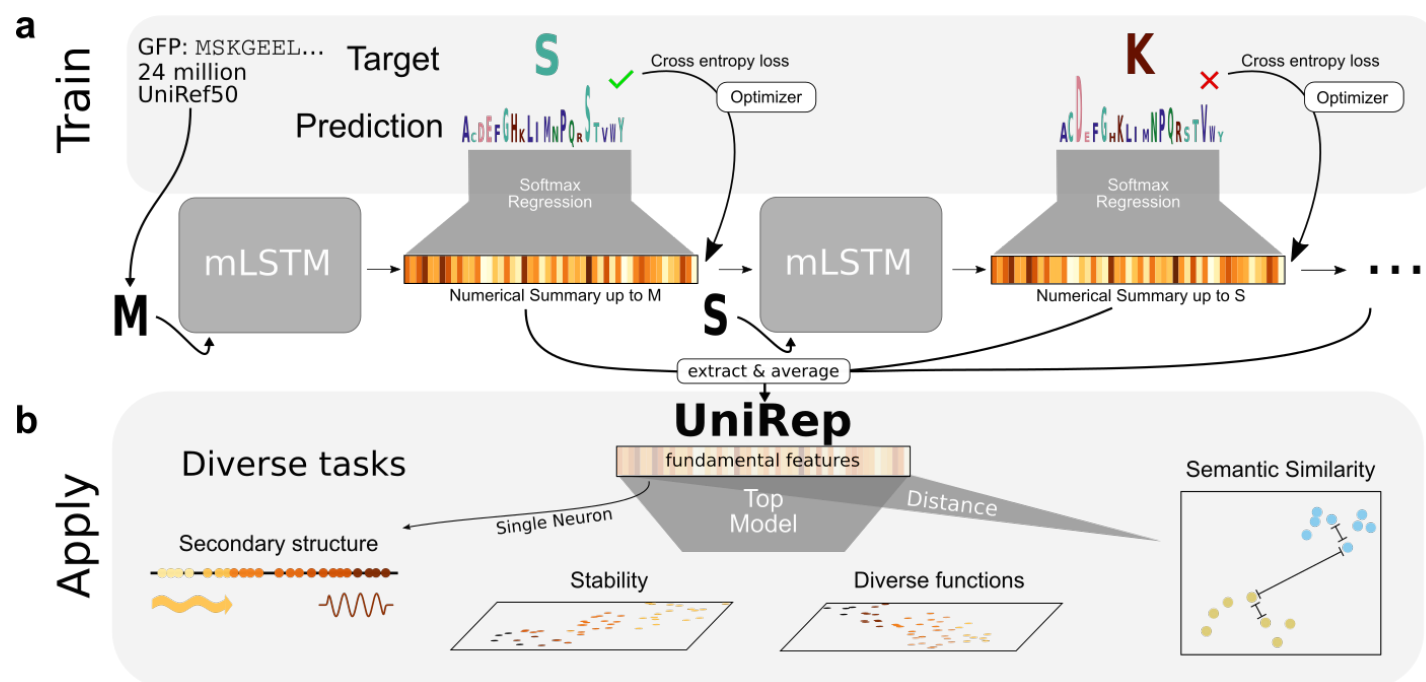 a
Train
GFP: MSKGEEL...
24 million
UniRef50
Target
S
Cross entropy loss
Optimizer
K
Cross entropy loss
Optimizer
Prediction
ACDEFGHKLIMNPQRSTVWY
ACDEFGHKLIMNPQRSTVWY
Softmax
Regression
Softmax
Regression
mLSTM
mLSTM
...
M
Numerical Summary up to M
S
Numerical Summary up to S
extract & average
b
Apply
UniRep
fundamental features
Diverse tasks
Top
Model
Distance
Single Neuron
Semantic Similarity
Secondary structure
Stability
Diverse functions